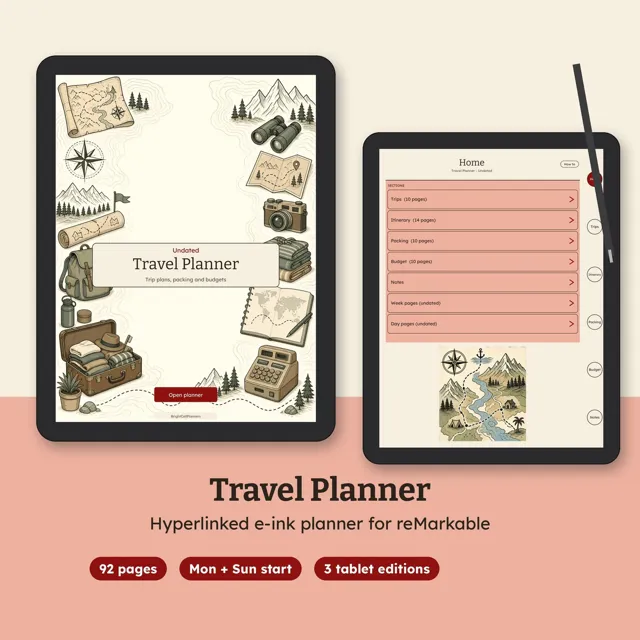 Undated
Travel Planner
Trip plans, packing and budgets
Open planner
BrightFoxPlanners
Home
Travel Planner - Undated
How to
SECTIONS
Trips (10 pages)
Itinerary (14 pages)
Packing (10 pages)
Budget (10 pages)
Notes
Week pages (undated)
Day pages (undated)
Trips
Itinerary
Packing
Budget
Notes
Travel Planner
Hyperlinked e-ink planner for reMarkable
92 pages
Mon + Sun start
3 tablet editions